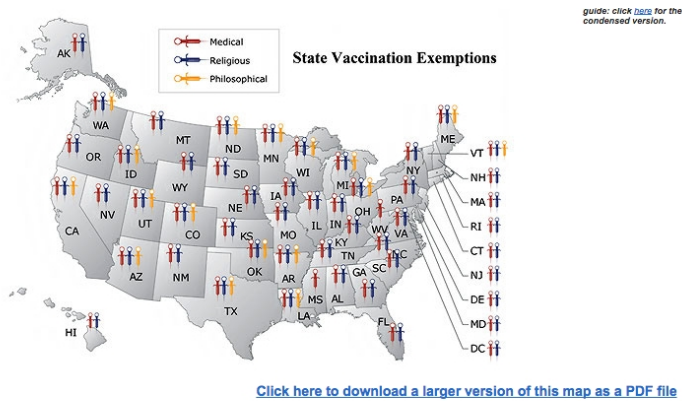 guide: click here for the
condensed version.
State Vaccination Exemptions
Medical
Religious
Philosophical
AK
WA
OR
ID
MT
ND
MN
WI
MI
ME
NY
VT
NH
MA
RI
CT
NJ
DE
MD
DC
CA
NV
UT
WY
SD
NE
IA
IL
IN
OH
PA
WV
VA
CO
KS
MO
KY
TN
NC
SC
GA
AZ
NM
OK
AR
TX
LA
MS
AL
FL
HI
Click here to download a larger version of this map as a PDF file